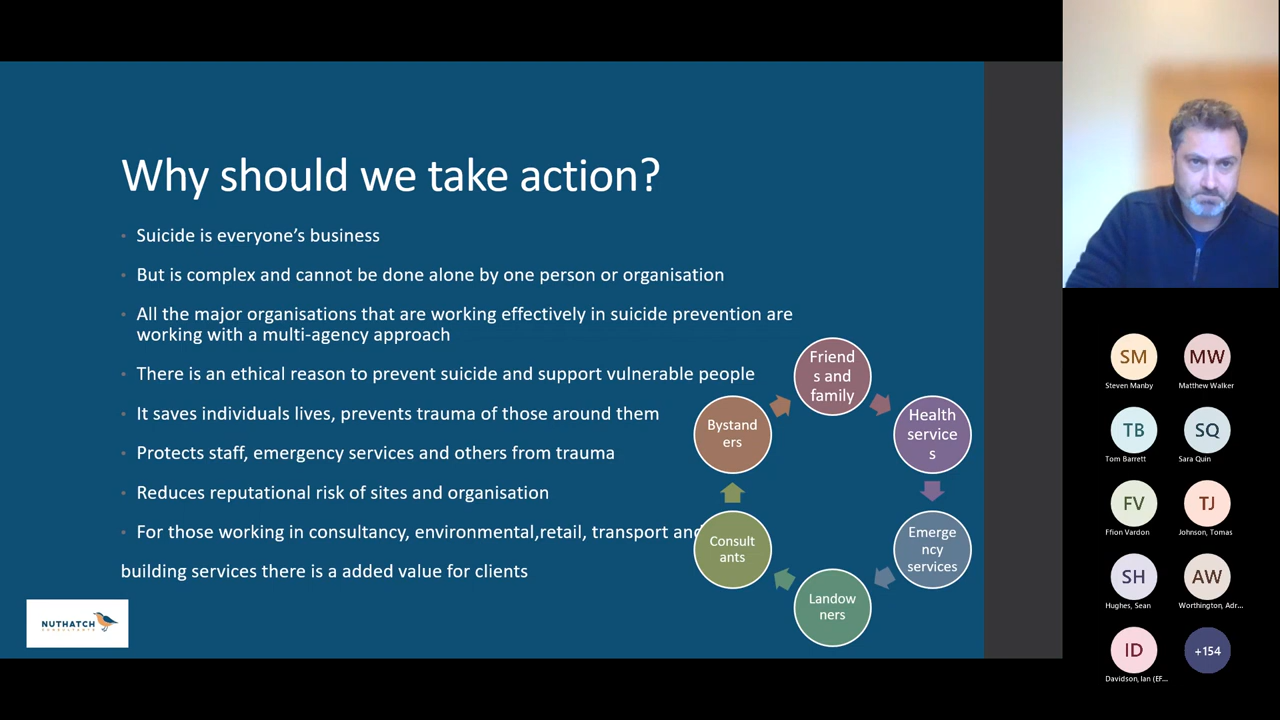 Why should we take action?
• Suicide is everyone's business
• But is complex and cannot be done alone by one person or organisation
• All the major organisations that are working effectively in suicide prevention are
working with a multi-agency approach
• There is an ethical reason to prevent suicide and support vulnerable people
• It saves individuals lives, prevents trauma of those around them
• Protects staff, emergency services and others from trauma
• Reduces reputational risk of sites and organisation
• For those working in consultancy, environmental,retail, transport and
building services there is a added value for clients
Friend
s and
family
Health
service
s
Emerge
ncy
services
Landow
ners
Consult
ants
Bystand
ers
NUTHATCH
CONSULTANCY
SM
Steven Manby
MW
Matthew Walker
TB
Tom Barrett
SQ
Sara Quin
FV
Ffion Vardon
TJ
Johnson, Tomas
SH
Hughes, Sean
AW
Worthington, Adr...
ID
Davidson, Ian (EF...
+154